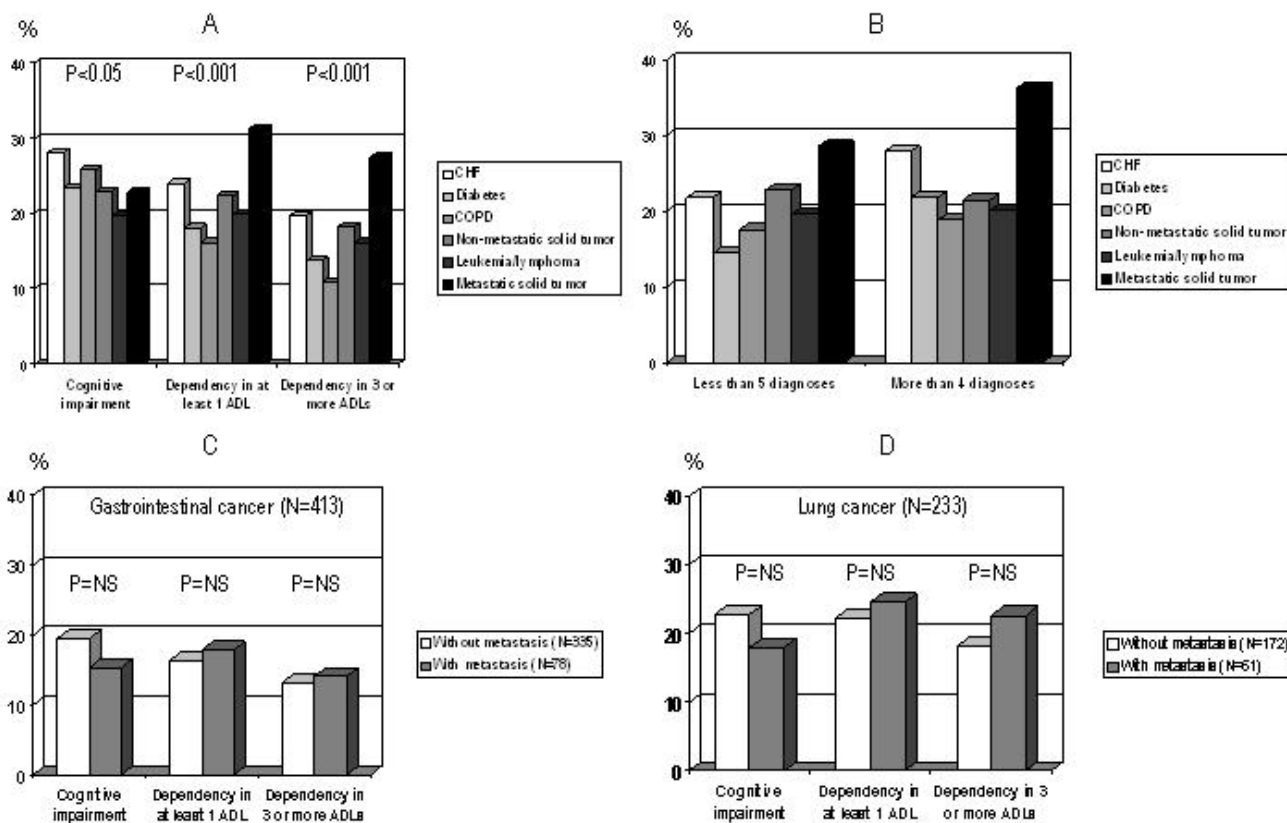 %
A
40
30
20
10
0
P<0.05
P<0.001
P<0.001
Cognitive
impairment
Dependency in at
least 1 ADL
Dependency in 3 or
more ADLs
CHF
Diabetes
COPD
Non-metastatic solid tumor
Leukemia/lymphoma
Metastatic solid tumor
%
B
40
30
20
10
0
Less than 5 diagnoses
More than 4 diagnoses
CHF
Diabetes
COPD
Non-metastatic solid tumor
Leukemia/lymphoma
Metastatic solid tumor
%
C
40
30
20
10
0
Gastrointestinal cancer (N=413)
P=NS
P=NS
P=NS
Cognitive
impairment
Dependency in
at least 1 ADL
Dependency in
3 or more ADLs
Without metastasis (N=335)
With metastasis (N=78)
%
D
40
30
20
10
0
Lung cancer (N=233)
P=NS
P=NS
P=NS
Cognitive
impairment
Dependency in
at least 1 ADL
Dependency in 3
or more ADLs
Without metastasis (N=172)
With metastasis (N=61)